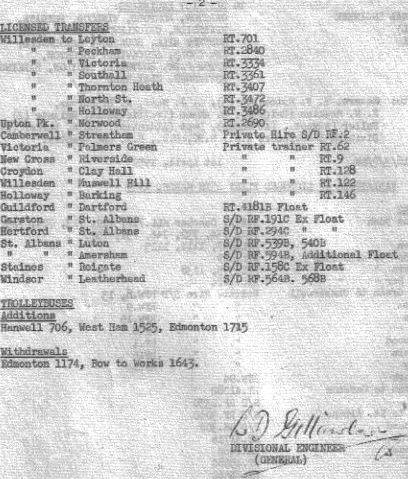 - 2 -
LICENSED TRANSFERS
Willesden to Leyton RT.701
" " Peckham RT.2840
" " Victoria RT.3334
" " Southall RT.3361
" " Thornton Heath RT.3407
" " North St. RT.3472
" " Holloway RT.3486
Upton Pk. " Norwood RT.2690
Camberwell " Streatham Private Hire S/D RF.2
Victoria " Palmers Green Private trainer RT.62
New Cross " Riverside " " RT.9
Croydon " Clay Hall " " RT.128
Willesden " Muswell Hill " " RT.122
Holloway " Barking " " RT.146
Guildford " Dartford RT.4181B Float
Garston " St. Albans S/D RF.191C Ex Float
Hertford " St. Albans S/D RF.294C " "
St. Albans " Luton S/D RF.539B, 540B
" " " Amersham S/D RF.594B, Additional Float
Staines " Reigate S/D RF.158C Ex Float
Windsor " Leatherhead S/D RF.564B. 568B
TROLLEYBUSES
Additions
Hanwell 706, West Ham 1525, Edmonton 1715
Withdrawals
Edmonton 1174, Bow to Works 1643.
DIVISIONAL ENGINEER
(GENERAL)